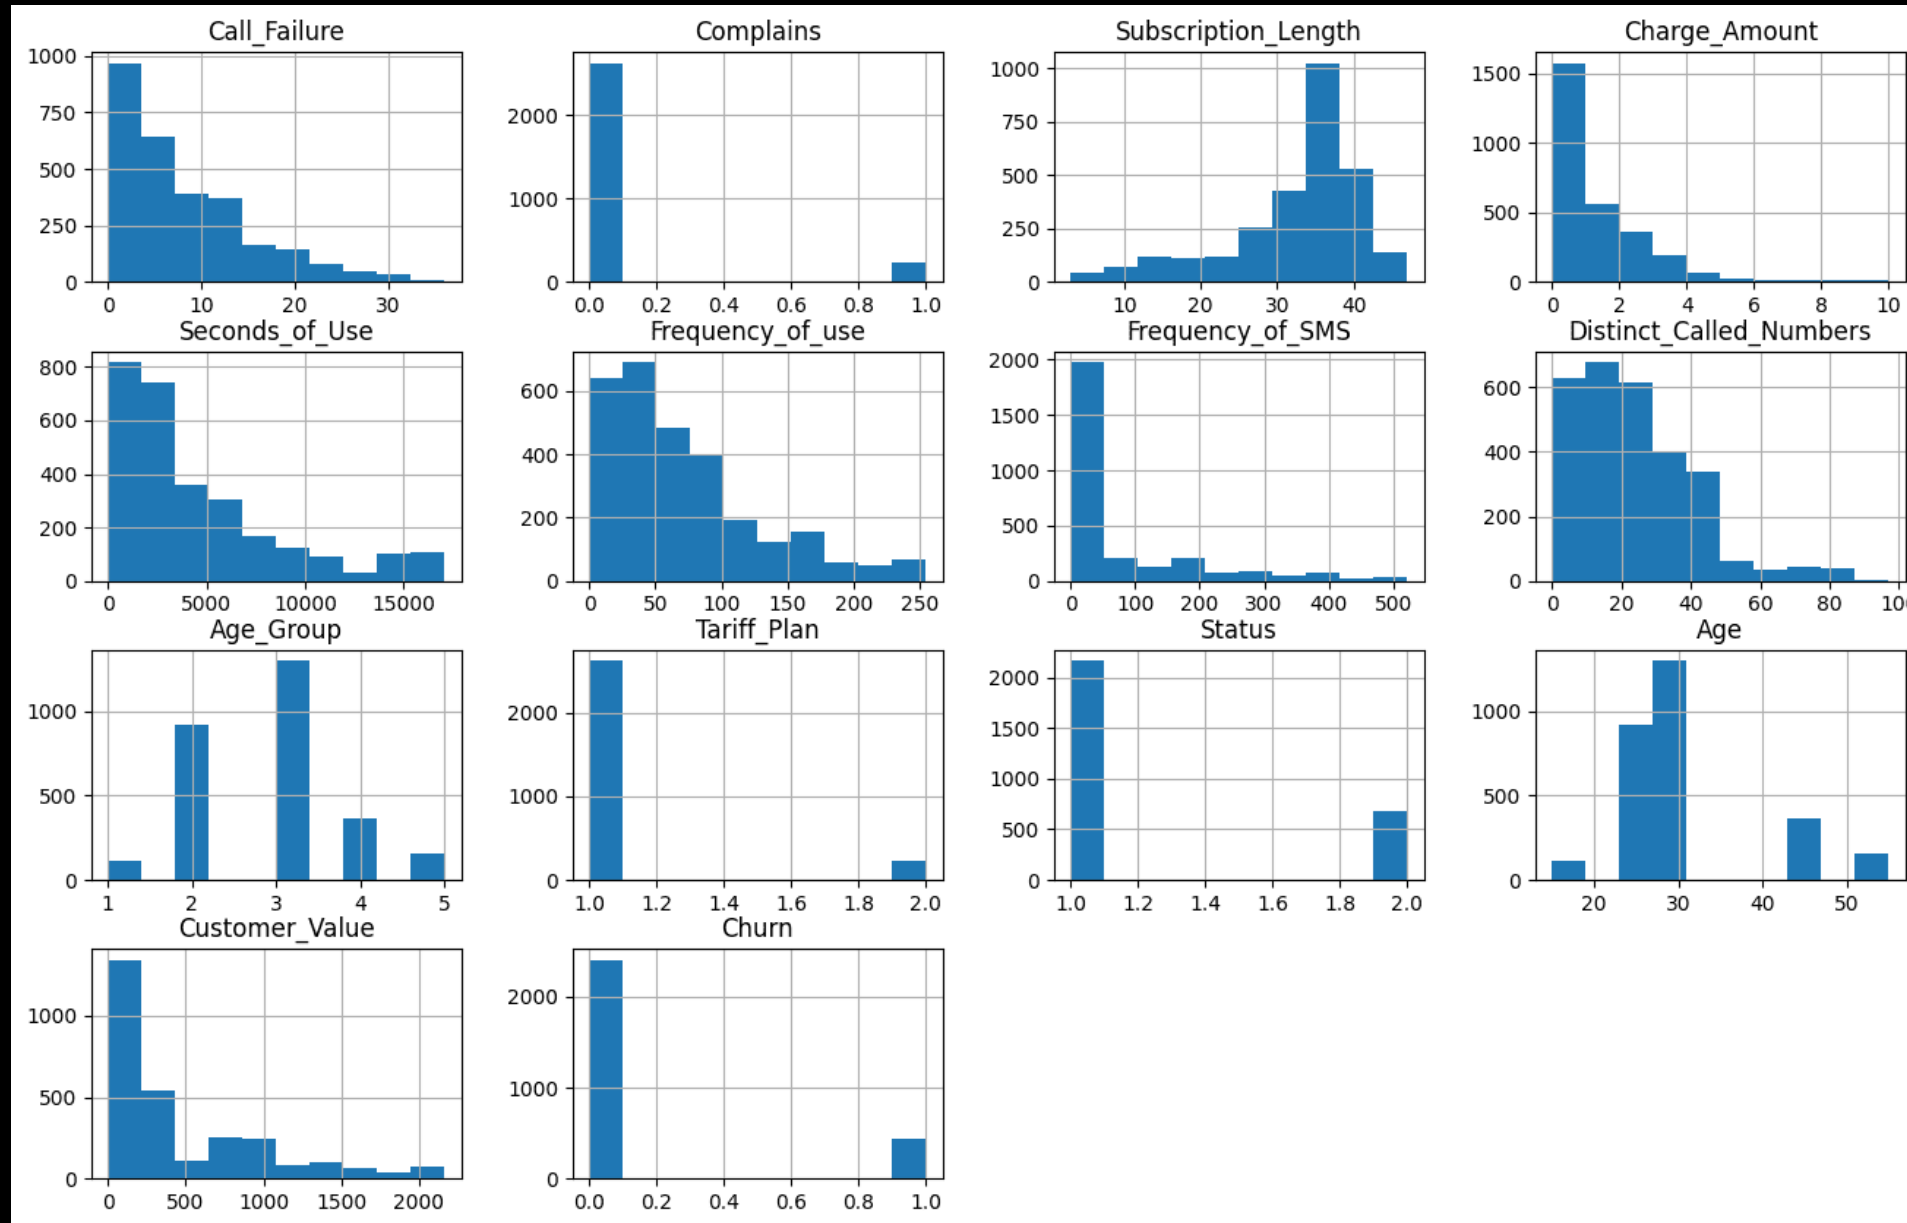 Call_Failure
1000
750
500
250
0
0 10 20 30
Complains
2000
1000
0
0.0 0.2 0.4 0.6 0.8 1.0
Subscription_Length
1000
750
500
250
0
10 20 30 40
Charge_Amount
1500
1000
500
0
0 2 4 6 8 10
Seconds_of_Use
800
600
400
200
0
0 5000 10000 15000
Frequency_of_use
600
400
200
0
0 50 100 150 200 250
Frequency_of_SMS
2000
1500
1000
500
0
0 100 200 300 400 500
Distinct_Called_Numbers
600
400
200
0
0 20 40 60 80
Age_Group
1000
500
0
1 2 3 4 5
Tariff_Plan
2000
1000
0
1.0 1.2 1.4 1.6 1.8 2.0
Status
2000
1500
1000
500
0
1.0 1.2 1.4 1.6 1.8 2.0
Age
1000
500
0
20 30 40 50
Customer_Value
1000
500
0
0 500 1000 1500 2000
Churn
2000
1000
0
0.0 0.2 0.4 0.6 0.8 1.0